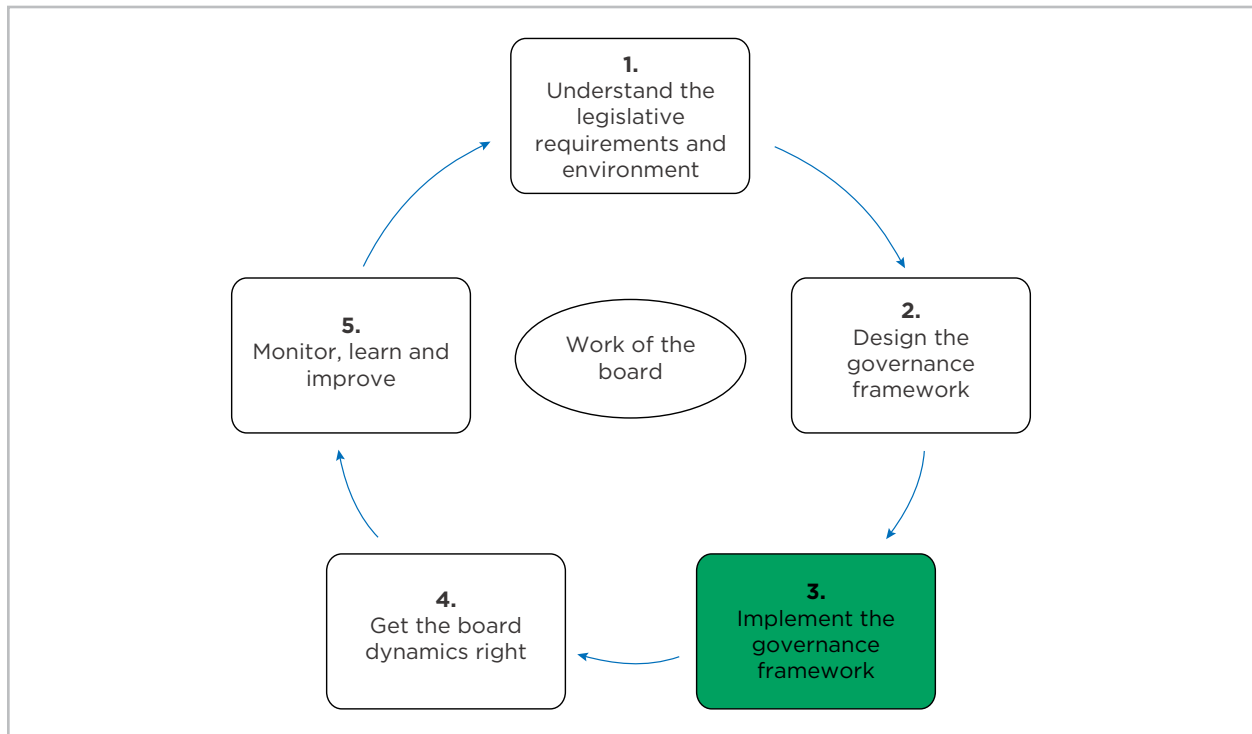 1.
Understand the
legislative
requirements and
environment
2.
Design the
governance
framework
3.
Implement the
governance
framework
4.
Get the board
dynamics right
5.
Monitor, learn and
improve
Work of the
board